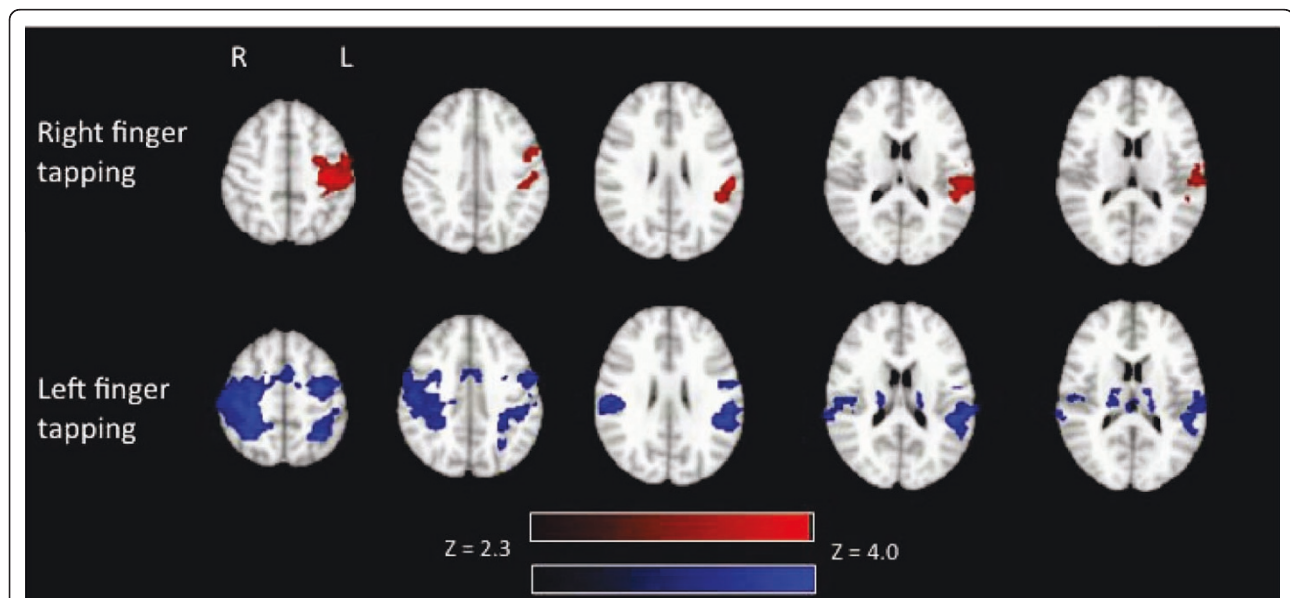 R L
Right finger
tapping
Left finger
tapping
Z = 2.3 Z = 4.0